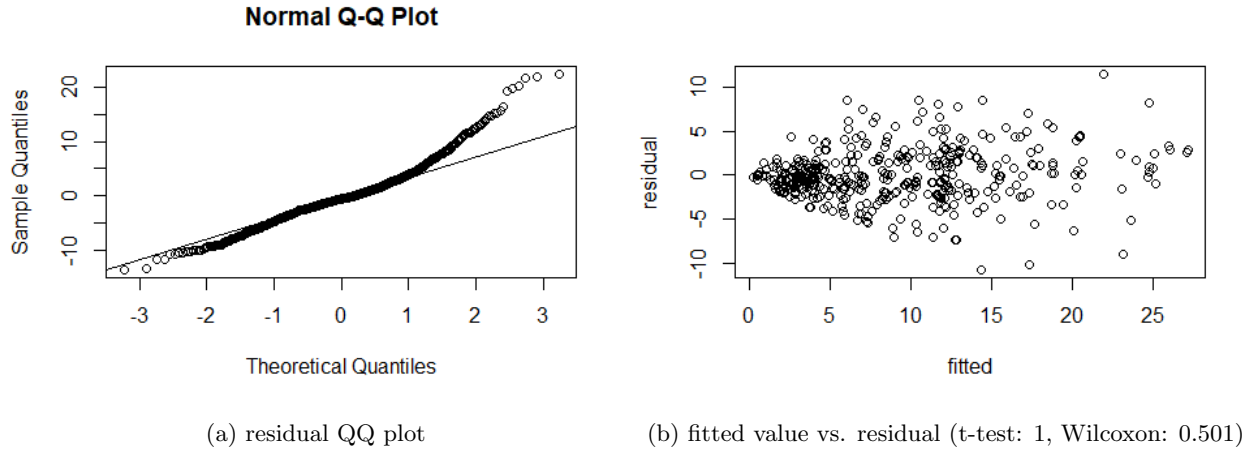 Normal Q-Q Plot
Sample Quantiles
20
10
0
-10
-3 -2 -1 0 1 2 3
Theoretical Quantiles
(a) residual QQ plot
residual
10
5
0
-5
-10
0 5 10 15 20 25
fitted
(b) fitted value vs. residual (t-test: 1, Wilcoxon: 0.501)